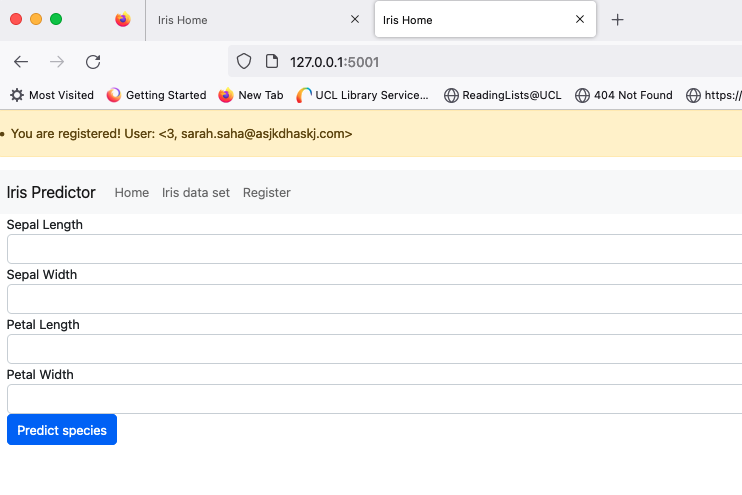 Iris Home
Iris Home
127.0.0.1:5001
Most Visited Getting Started New Tab UCL Library Service... ReadingLists@UCL 404 Not Found https://
You are registered! User: <3, sarah.saha@asjkdhaskj.com>
Iris Predictor Home Iris data set Register
Sepal Length
Sepal Width
Petal Length
Petal Width
Predict species